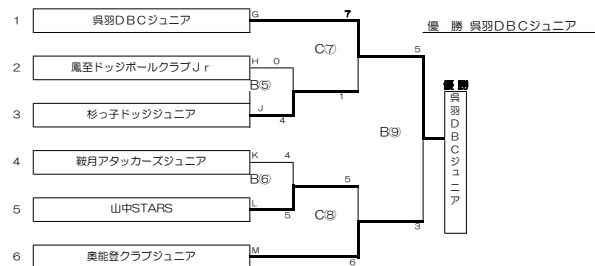 優 勝 呉羽DBCジュニア
1 呉羽DBCジュニア G 7
C⑦ 5
2 鳳至ドッジボールクラブJr H 0
B⑤
優勝
3 杉っ子ドッジジュニア J 4 1
呉羽DBCジュニア
B⑨
4 鞍月アタッカーズジュニア K 4
B⑥ 5
5 山中STARS L 5
C⑧ 3
6 奥能登クラブジュニア M 6